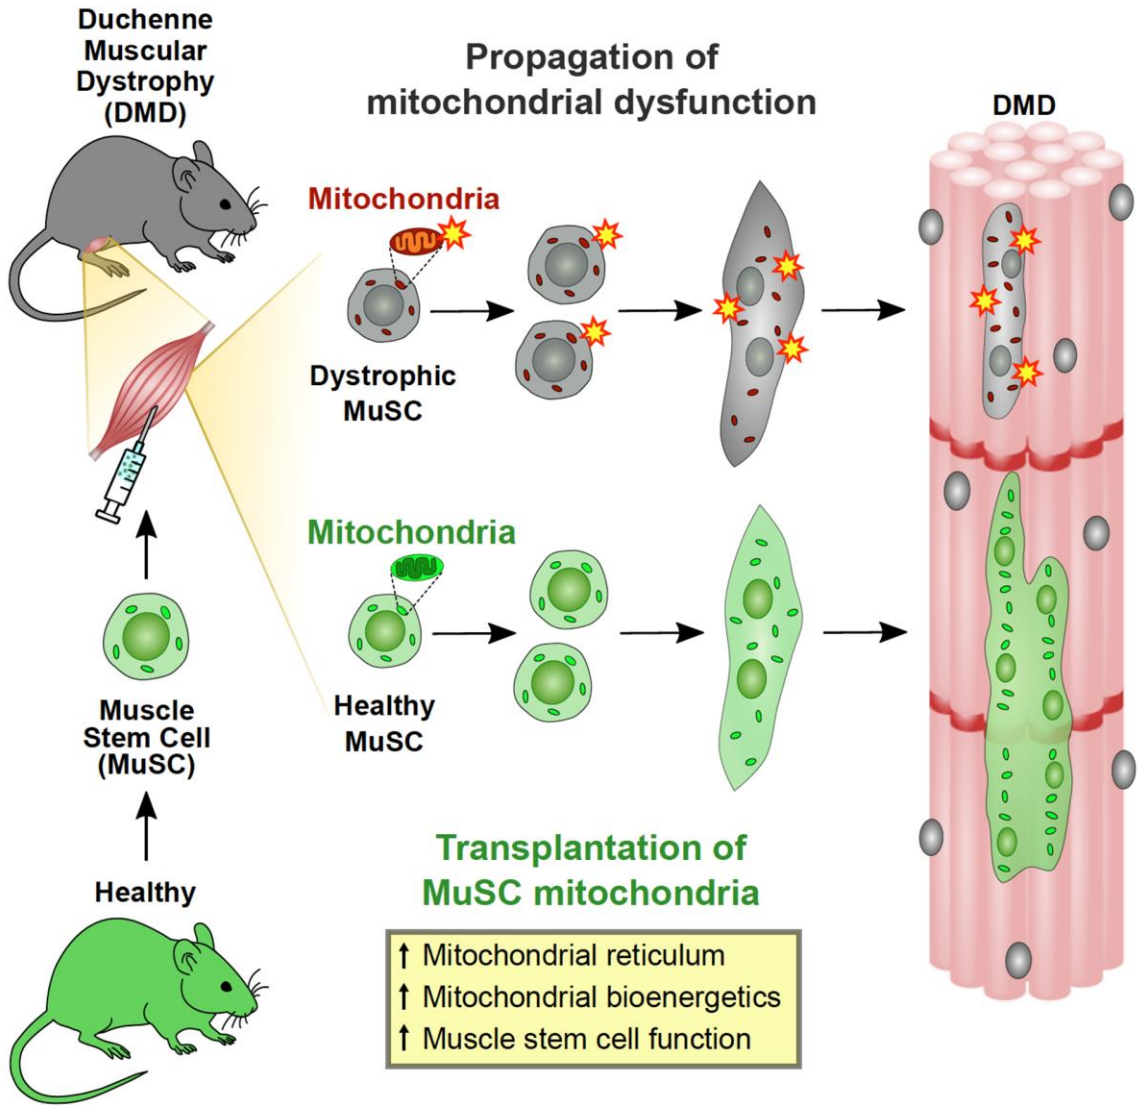 Duchenne
Muscular
Dystrophy
(DMD)
Propagation of
mitochondrial dysfunction
DMD
Mitochondria
Dystrophic
MuSC
Mitochondria
Healthy
MuSC
Muscle
Stem Cell
(MuSC)
Healthy
Transplantation of
MuSC mitochondria
↑ Mitochondrial reticulum
↑ Mitochondrial bioenergetics
↑ Muscle stem cell function